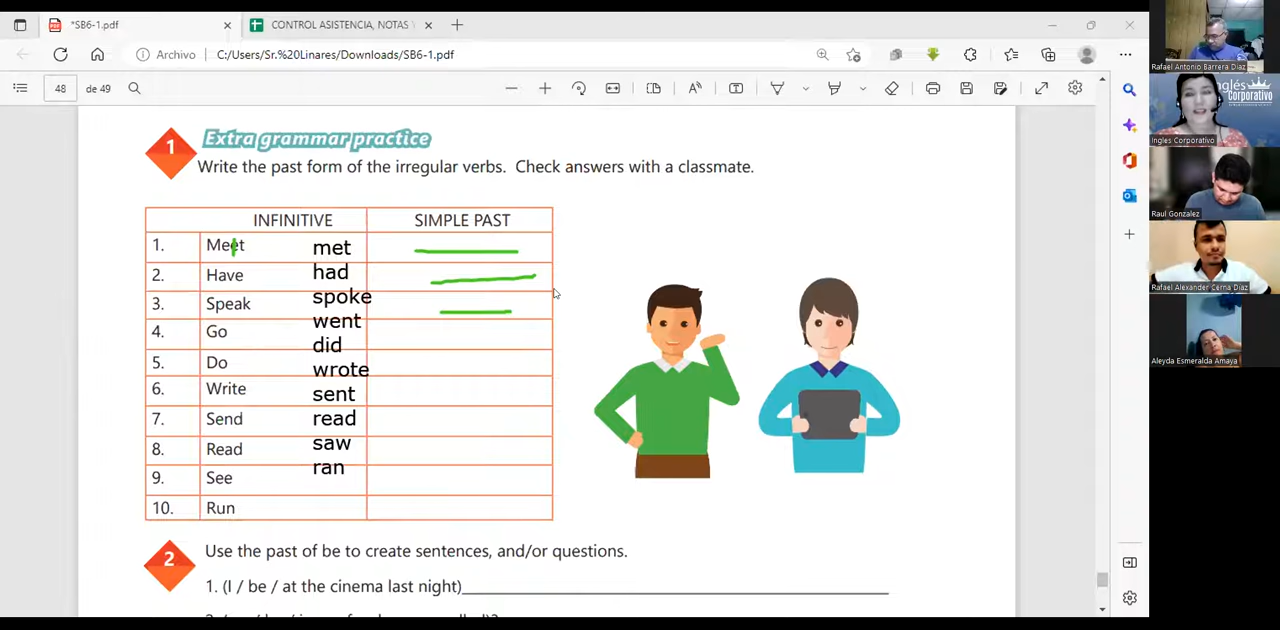 *SB6-1.pdf
CONTROL ASISTENCIA, NOTAS
Archivo C:/Users/Sr.%20Linares/Downloads/SB6-1.pdf
48 de 49
1 Extra grammar practice
Write the past form of the irregular verbs. Check answers with a classmate.
INFINITIVE SIMPLE PAST
1. Meet met
2. Have had
3. Speak spoke
4. Go went
5. Do did
6. Write wrote
7. Send sent
8. Read read
9. See saw
10. Run ran
2 Use the past of be to create sentences, and/or questions.
1. (I / be / at the cinema last night)
Rafael Antonio Barrera Diaz
Inglés Corporativo
Ingles Corporativo
Raul Gonzalez
Rafael Alexander Cerna Diaz
Aleyda Esmeralda Amaya